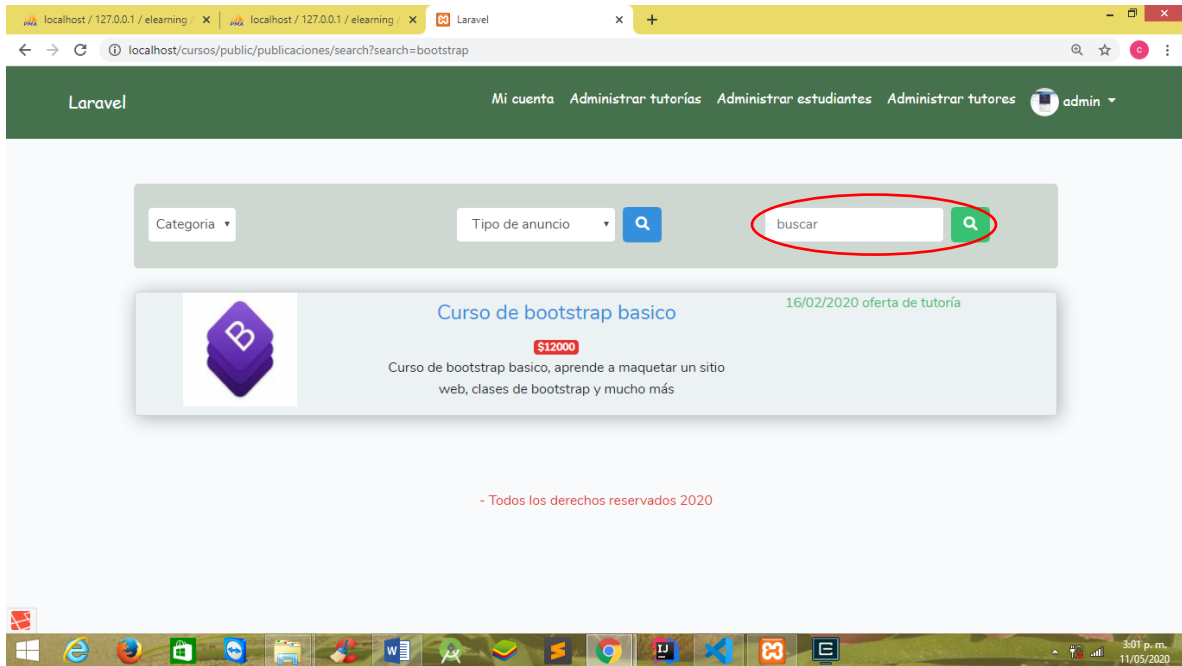 localhost / 127.0.0.1 / elearning /
localhost / 127.0.0.1 / elearning /
Laravel
localhost/cursos/public/publicaciones/search?search=bootstrap
C
Laravel
Mi cuenta Administrar tutorías Administrar estudiantes Administrar tutores admin
Categoria
Tipo de anuncio
buscar
B
Curso de bootstrap basico
16/02/2020 oferta de tutoría
$12000
Curso de bootstrap basico, aprende a maquetar un sitio
web, clases de bootstrap y mucho más
- Todos los derechos reservados 2020
3:01 p. m.
11/05/2020